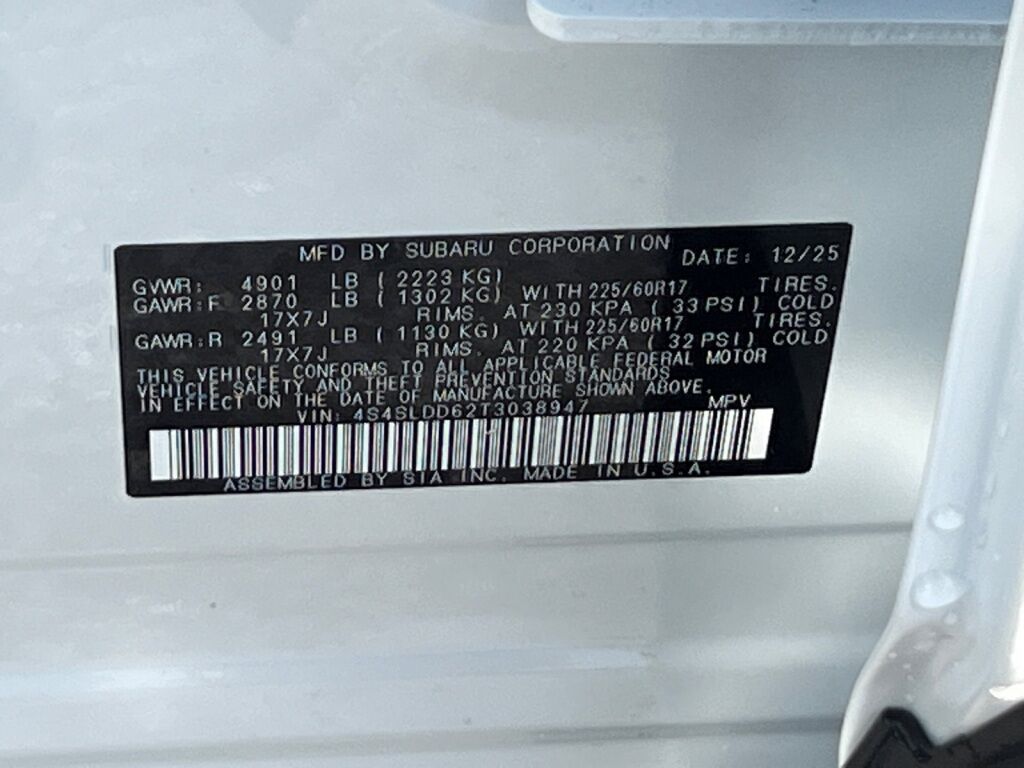 MFD BY SUBARU CORPORATION DATE: 12/25
GVWR: 4901 LB ( 2223 KG)
GAWR:F 2870 LB ( 1302 KG) WITH 225/60R17 TIRES.
17X7J RIMS. AT 230 KPA ( 33 PSI) COLD
GAWR:R 2491 LB ( 1130 KG) WITH 225/60R17 TIRES.
17X7J RIMS. AT 220 KPA ( 32 PSI) COLD
THIS VEHICLE CONFORMS TO ALL APPLICABLE FEDERAL MOTOR
VEHICLE SAFETY AND THEFT PREVENTION STANDARDS
IN EFFECT ON THE DATE OF MANUFACTURE SHOWN ABOVE.
VIN: 4S4SLDD62T3038947 MPV
ASSEMBLED BY SIA INC. MADE IN U.S.A.